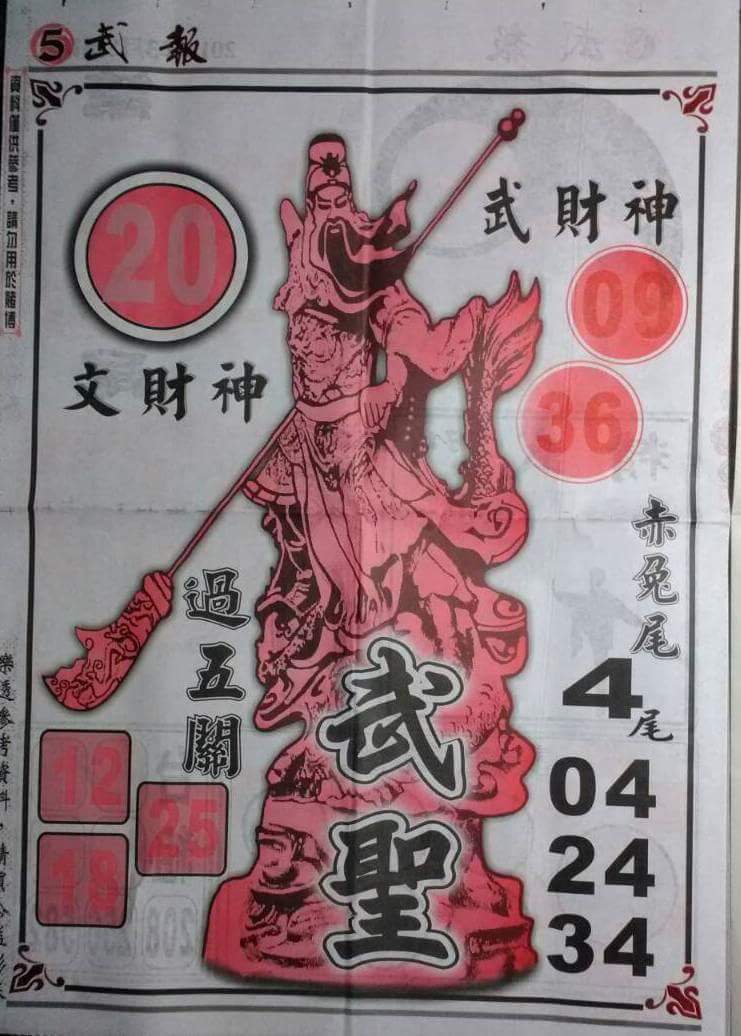 5 武報
資料僅供參考，請勿用於賭博
20
文財神
武財神
09
36
赤兔尾
4尾
04
24
34
過五關
12
25
18
武聖
樂透參考資料，請